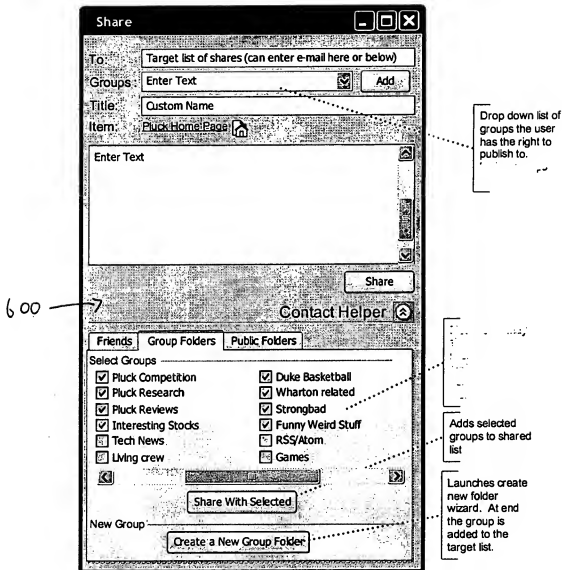 Share
To: Target list of shares (can enter e-mail here or below)
Groups: Enter Text Add
Title: Custom Name
Item: Pluck Home Page
Drop down list of
groups the user
has the right to
publish to.
Enter Text
Share
600
Contact Helper
Friends Group Folders Public Folders
Select Groups
Pluck Competition Duke Basketball
Pluck Research Wharton related
Pluck Reviews Strongbad
Interesting Stocks Funny Weird Stuff
Tech News RSS/Atom
Living crew Games
Adds selected
groups to shared
list
Share With Selected
New Group
Create a New Group Folder
Launches create
new folder
wizard. At end
the group is
added to the
target list.